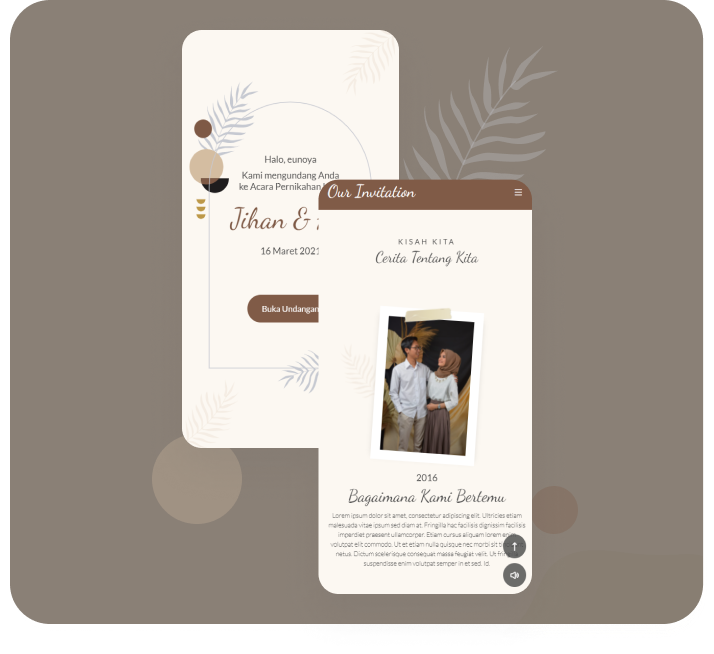 Halo, eunoya
Kami mengundang Anda
ke Acara Pernikahan
Jihan &
16 Maret 2021
Buka Undangan
Our Invitation
KISAH KITA
Cerita Tentang Kita
2016
Bagaimana Kami Bertemu
Lorem ipsum dolor sit amet, consectetur adipiscing elit. Ultricies etiam
malesuada vitae ipsum sed diam at. Fringilla hac facilisis dignissim facilisis
imperdiet praesent ullamcorper. Etiam cursus aliquam lorem
volutpat elit commodo. Ut et etiam nulla quisque nec morbi sit
netus. Dictum scelerisque consequat massa feugiat velit. Ut
suspendisse enim volutpat semper in et sed. Id